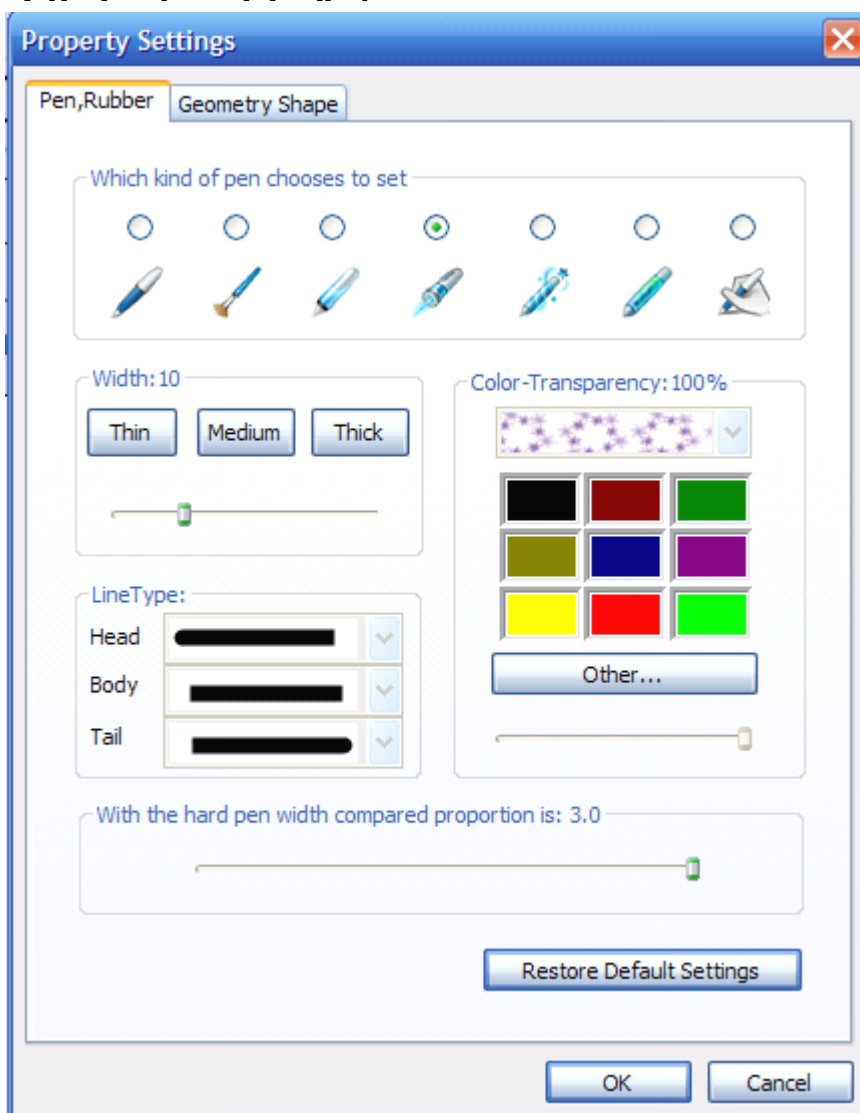 Property Settings
Pen,Rubber
Geometry Shape
Which kind of pen chooses to set
Width:10
Thin
Medium
Thick
Color-Transparency:100%
LineType:
Head
Body
Tail
Other...
With the hard pen width compared proportion is: 3.0
Restore Default Settings
OK
Cancel